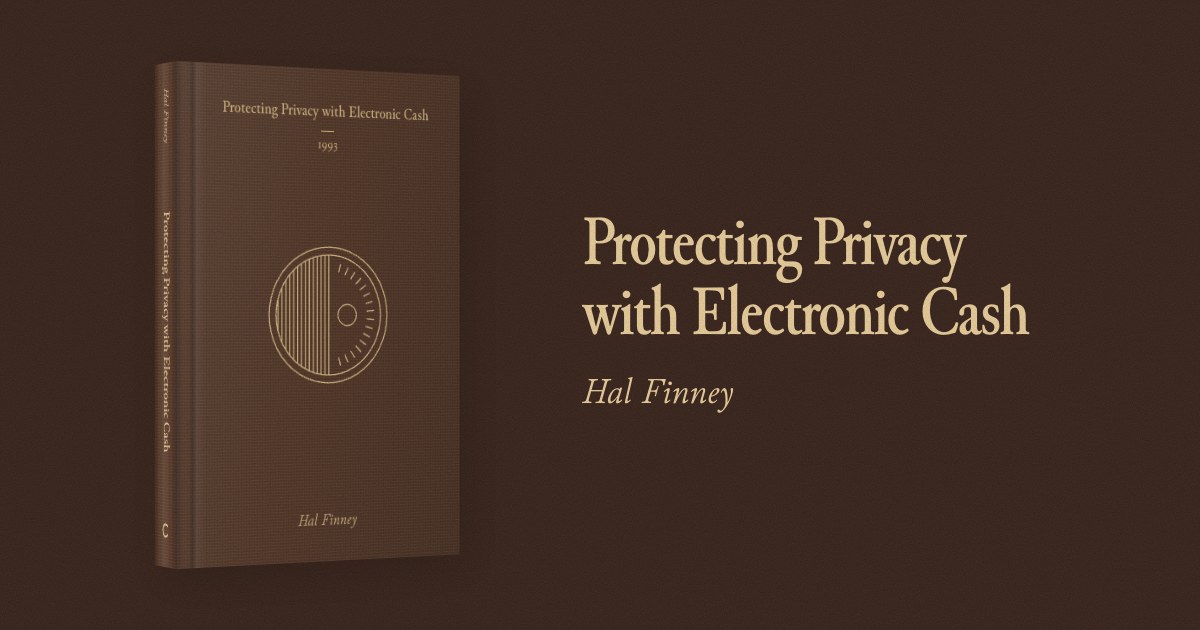 Hal Finney
Protecting Privacy with Electronic Cash
Protecting Privacy with Electronic Cash
1993
Hal Finney
Protecting Privacy
with Electronic Cash
Hal Finney